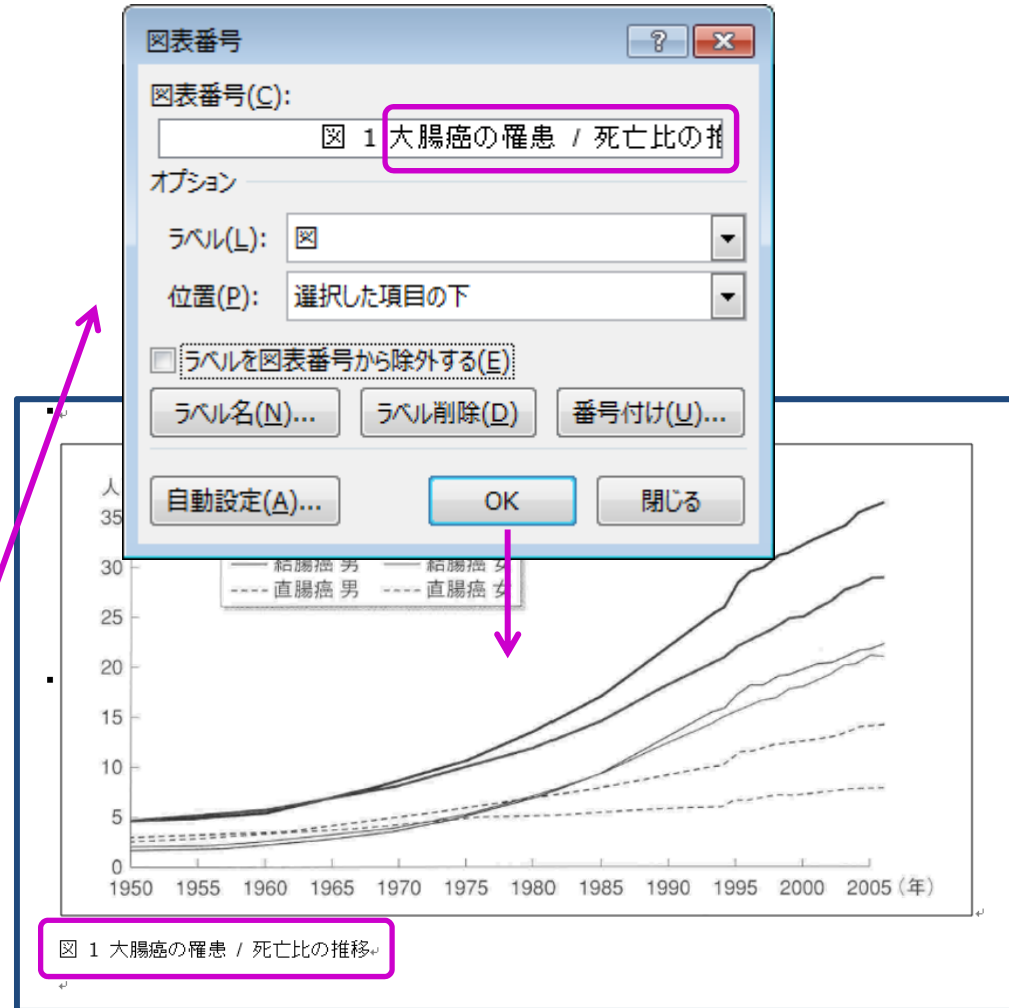 図表番号
図表番号(C):
図 1 大腸癌の罹患 / 死亡比の
オプション
ラベル(L): 図
位置(P): 選択した項目の下
ラベルを図表番号から除外する(E)
ラベル名(N)... ラベル削除(D) 番号付け(U)...
自動設定(A)... OK 閉じる
人
35
30
25
20
15
10
5
0
結腸癌 男 結腸癌 女
直腸癌 男 直腸癌 女
1950 1955 1960 1965 1970 1975 1980 1985 1990 1995 2000 2005 (年)
図 1 大腸癌の罹患 / 死亡比の推移